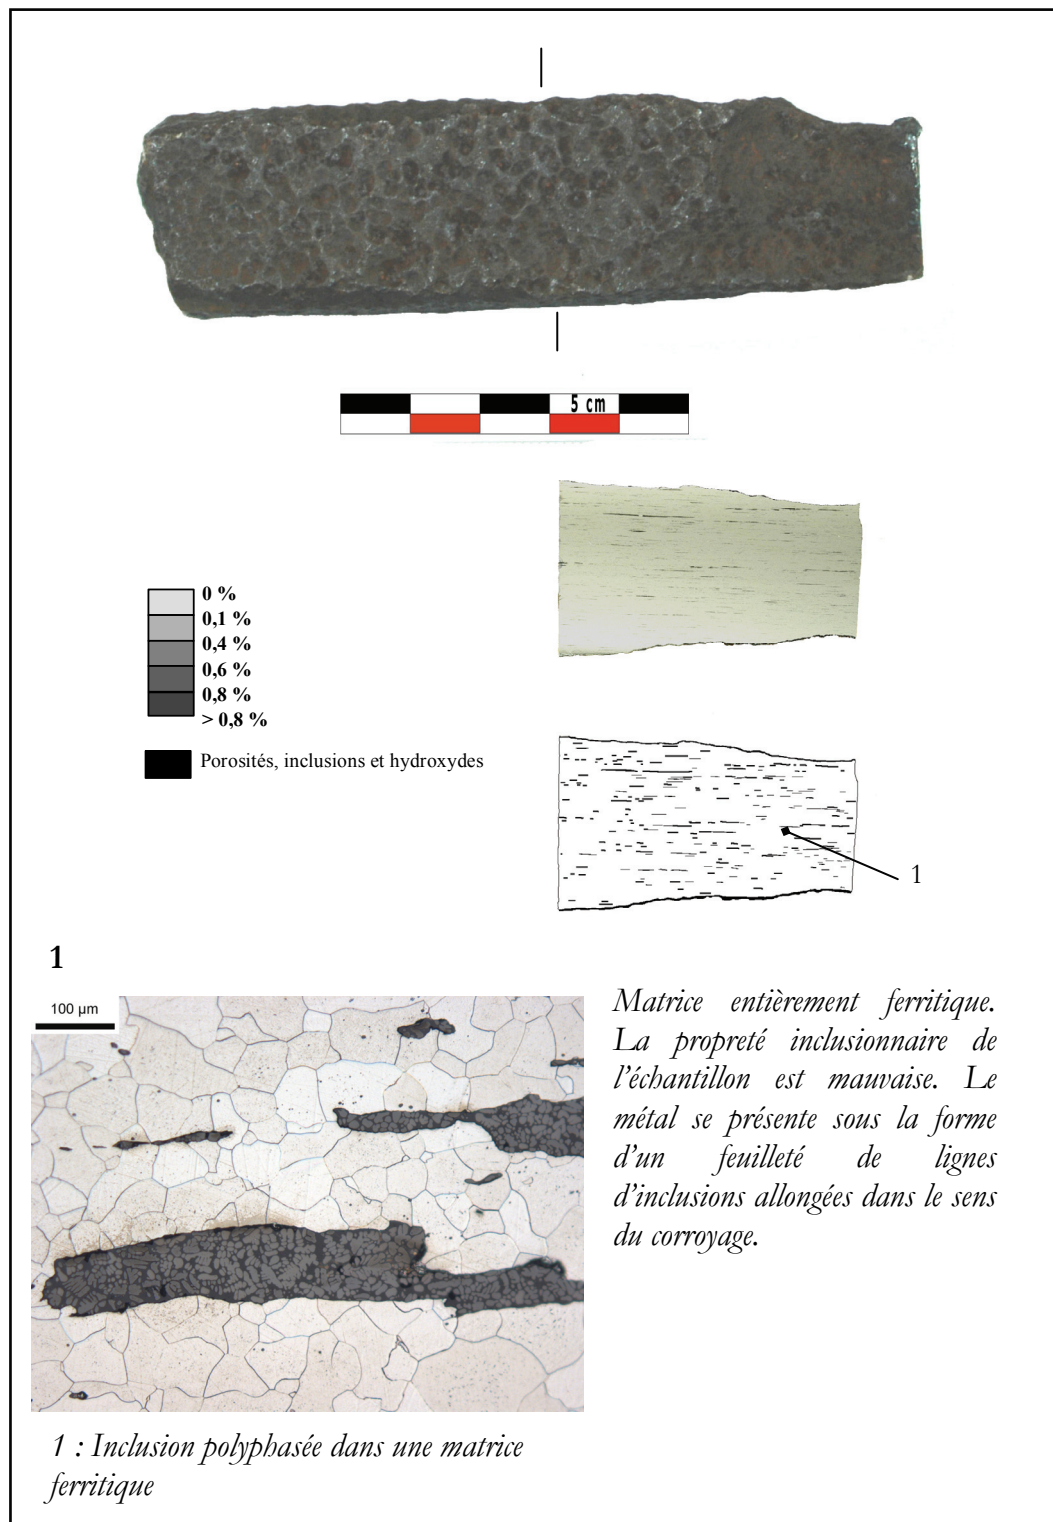 5 cm
0 %
0,1 %
0,4 %
0,6 %
0,8 %
> 0,8 %
Porosités, inclusions et hydroxydes
1
1
100 µm
Matrice entièrement ferritique.
La propreté inclusionnaire de
l'échantillon est mauvaise. Le
métal se présente sous la forme
d'un feuilleté de lignes
d'inclusions allongées dans le sens
du corroyage.
1 : Inclusion polyphasée dans une matrice
ferritique